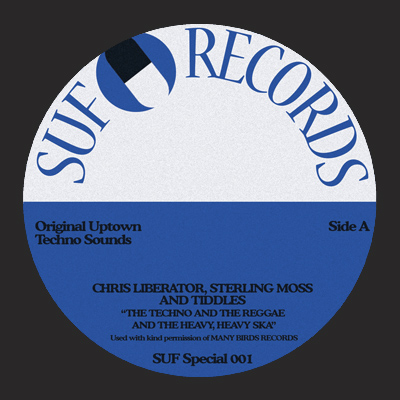 SUF RECORDS
Original Uptown
Techno Sounds
Side A
CHRIS LIBERATOR, STERLING MOSS
AND TIDDLES
“THE TECHNO AND THE REGGAE
AND THE HEAVY, HEAVY SKA”
Used with kind permission of MANY BIRDS RECORDS
SUF Special 001